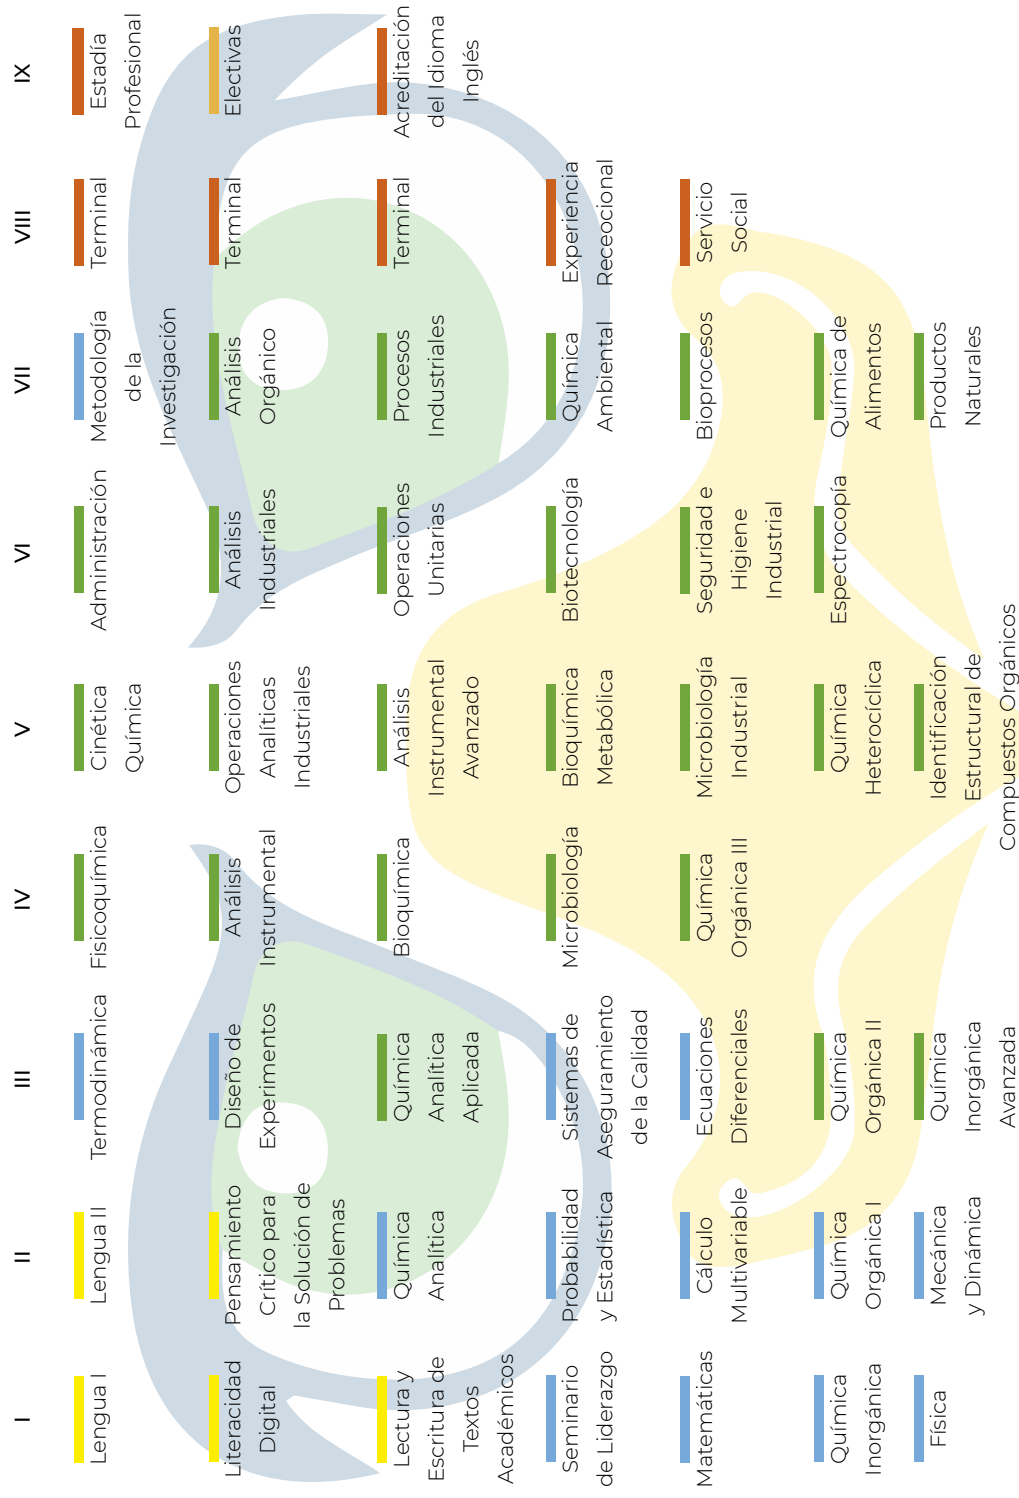 I
Lengua I
Literacidad
Digital
Lectura y
Escritura de
Textos
Académicos
Seminario
de Liderazgo
Matemáticas
Química
Inorgánica
Física
II
Lengua II
Pensamiento
Crítico para
la Solución de
Problemas
Química
Analítica
Probabilidad
y Estadística
Cálculo
Multivariable
Química
Orgánica I
Mecánica
y Dinámica
III
Termodinámica
Diseño de
Experimentos
Química
Analítica
Aplicada
Sistemas de
Aseguramiento
de la Calidad
Ecuaciones
Diferenciales
Química
Orgánica II
Química
Inorgánica
Avanzada
IV
Fisicoquímica
Análisis
Instrumental
Bioquímica
Microbiología
Química
Orgánica III
V
Cinética
Química
Operaciones
Analíticas
Industriales
Análisis
Instrumental
Avanzado
Bioquímica
Metabólica
Microbiología
Industrial
Química
Heterocíclica
Identificación
Estructural de
Compuestos Orgánicos
VI
Administración
Análisis
Industriales
Operaciones
Unitarias
Biotecnología
Seguridad e
Higiene
Industrial
Espectrocopía
VII
Metodología
de la
Investigación
Análisis
Orgánico
Procesos
Industriales
Química
Ambiental
Bioprocesos
Química de
Alimentos
Productos
Naturales
VIII
Terminal
Terminal
Terminal
Experiencia
Receocional
Servicio
Social
IX
Estadía
Profesional
Electivas
Acreditación
del Idioma
Inglés